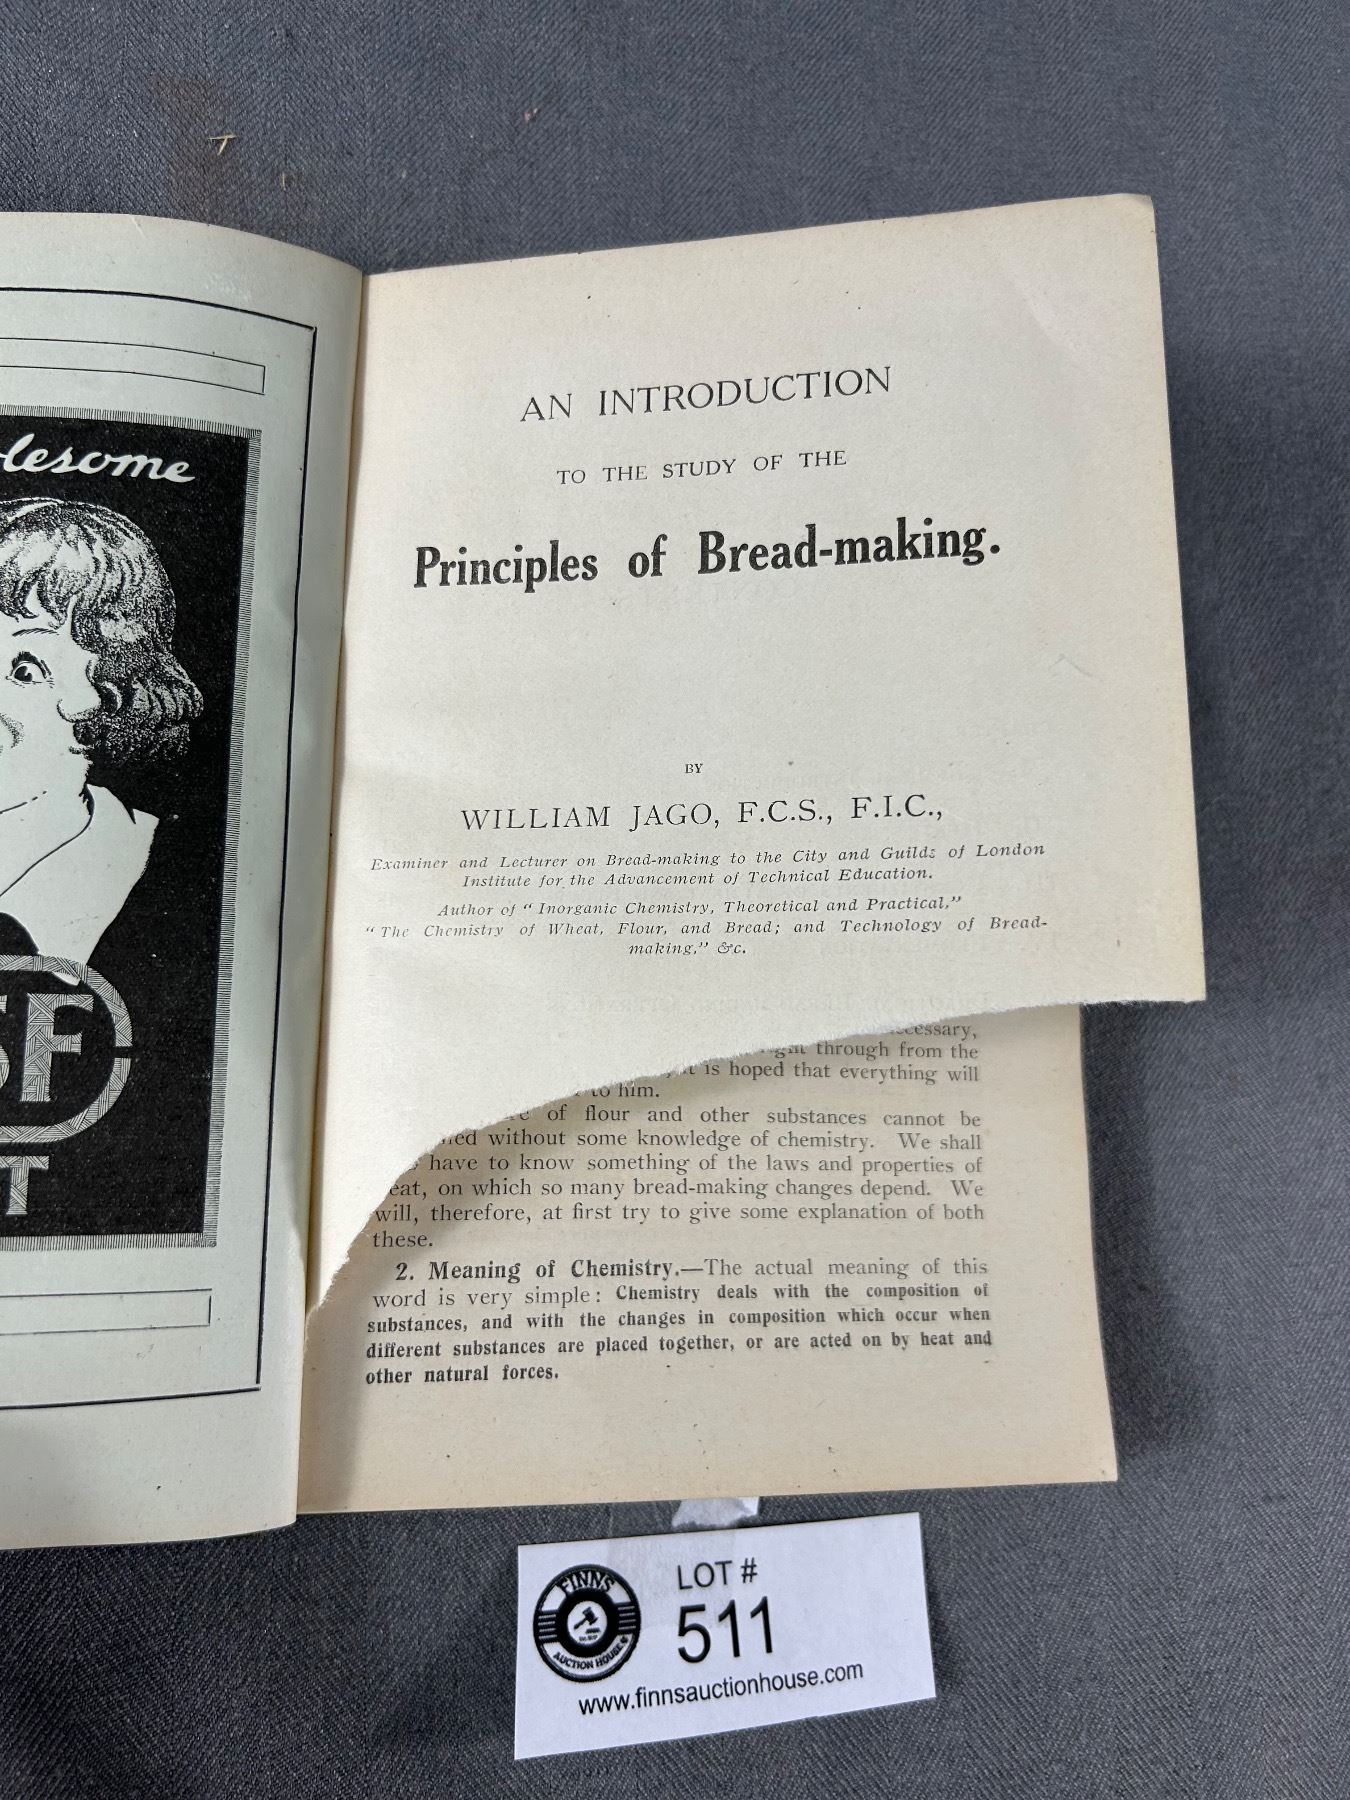 AN INTRODUCTION
TO THE STUDY OF THE
Principles of Bread-making.
BY
WILLIAM JAGO, F.C.S., F.I.C.,
Examiner and Lecturer on Bread-making to the City and Guilds of London
Institute for the Advancement of Technical Education.
Author of “Inorganic Chemistry, Theoretical and Practical,”
“The Chemistry of Wheat, Flour, and Bread; and Technology of Bread-
making,” &c.
through from the
is hoped that everything will
to him.
of flour and other substances cannot be
without some knowledge of chemistry. We shall
have to know something of the laws and properties of
on which so many bread-making changes depend. We
will, therefore, at first try to give some explanation of both
these.
2. Meaning of Chemistry.—The actual meaning of this
word is very simple: Chemistry deals with the composition of
substances, and with the changes in composition which occur when
different substances are placed together, or are acted on by heat and
other natural forces.
FINNS
AUCTION HOUSE
LOT #
511
www.finnsauctionhouse.com